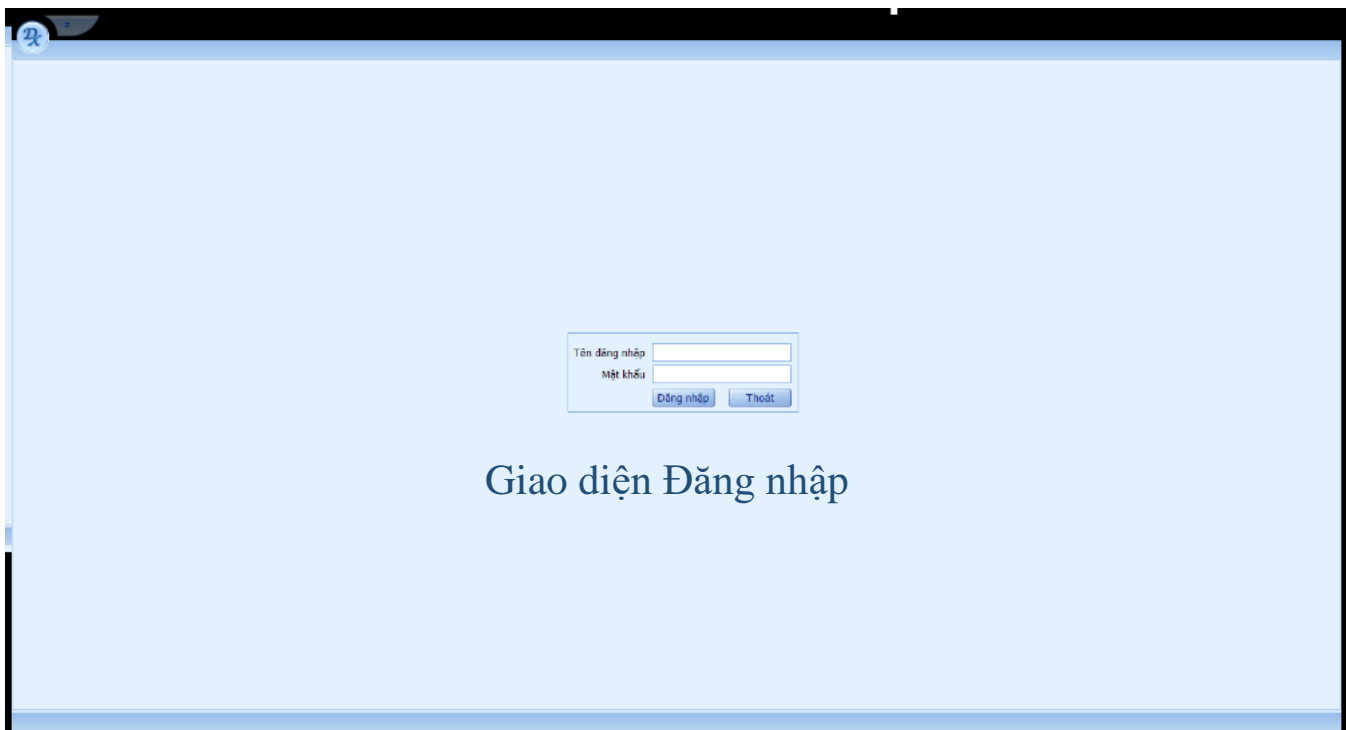 Tên đăng nhập
Mật khẩu
Đăng nhập Thoát
Giao diện Đăng nhập